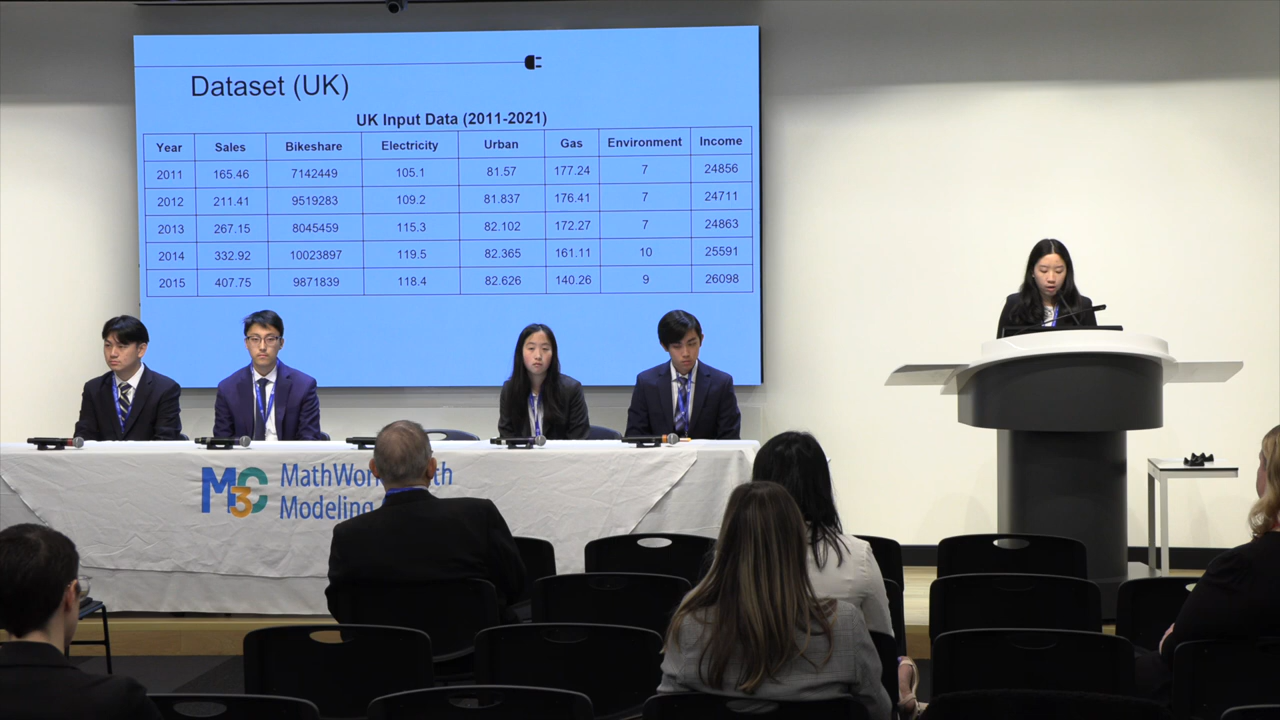 Dataset (UK)
UK Input Data (2011-2021)
Year Sales Bikeshare Electricity Urban Gas Environment Income
2011 165.46 7142449 105.1 81.57 177.24 7 24856
2012 211.41 9519283 109.2 81.837 176.41 7 24711
2013 267.15 8045459 115.3 82.102 172.27 7 24863
2014 332.92 10023897 119.5 82.365 161.11 10 25591
2015 407.75 9871839 118.4 82.626 140.26 9 26098
M3C
Modeling